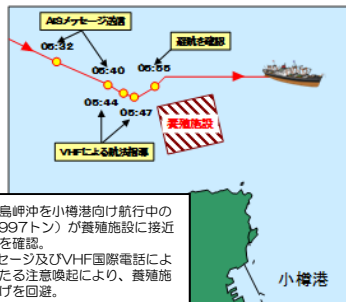 AISメッセージ送信
避航を確認
05:32
05:40
05:55
05:44
05:47
養殖施設
VHFによる航法指導
島岬沖を小樽港向け航行中の
997トン）が養殖施設に接近
を確認。
セージ及びVHF国際電話によ
たる注意喚起により、養殖施
げを回避。
小樽港